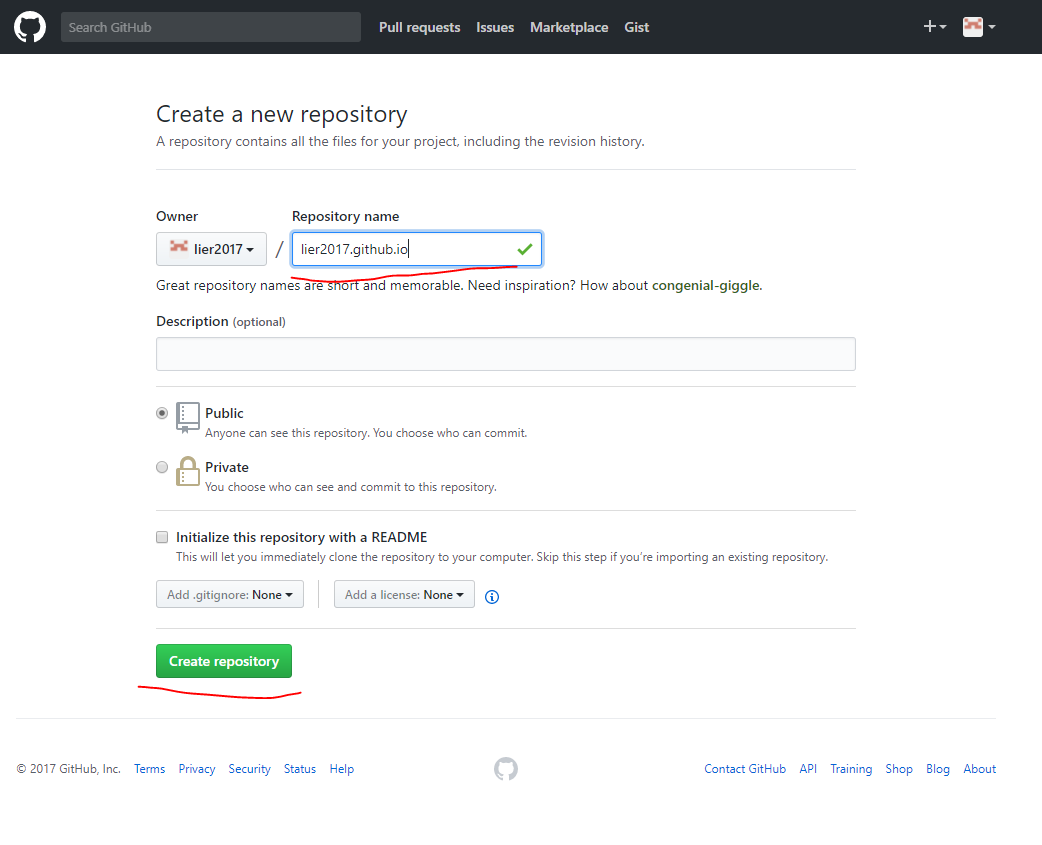 Search GitHub Pull requests Issues Marketplace Gist
Create a new repository
A repository contains all the files for your project, including the revision history.
Owner Repository name
lier2017 / lier2017.github.io
Great repository names are short and memorable. Need inspiration? How about congenial-giggle.
Description (optional)
Public
Anyone can see this repository. You choose who can commit.
Private
You choose who can see and commit to this repository.
Initialize this repository with a README
This will let you immediately clone the repository to your computer. Skip this step if you’re importing an existing repository.
Add .gitignore: None Add a license: None
Create repository
© 2017 GitHub, Inc. Terms Privacy Security Status Help Contact GitHub API Training Shop Blog About